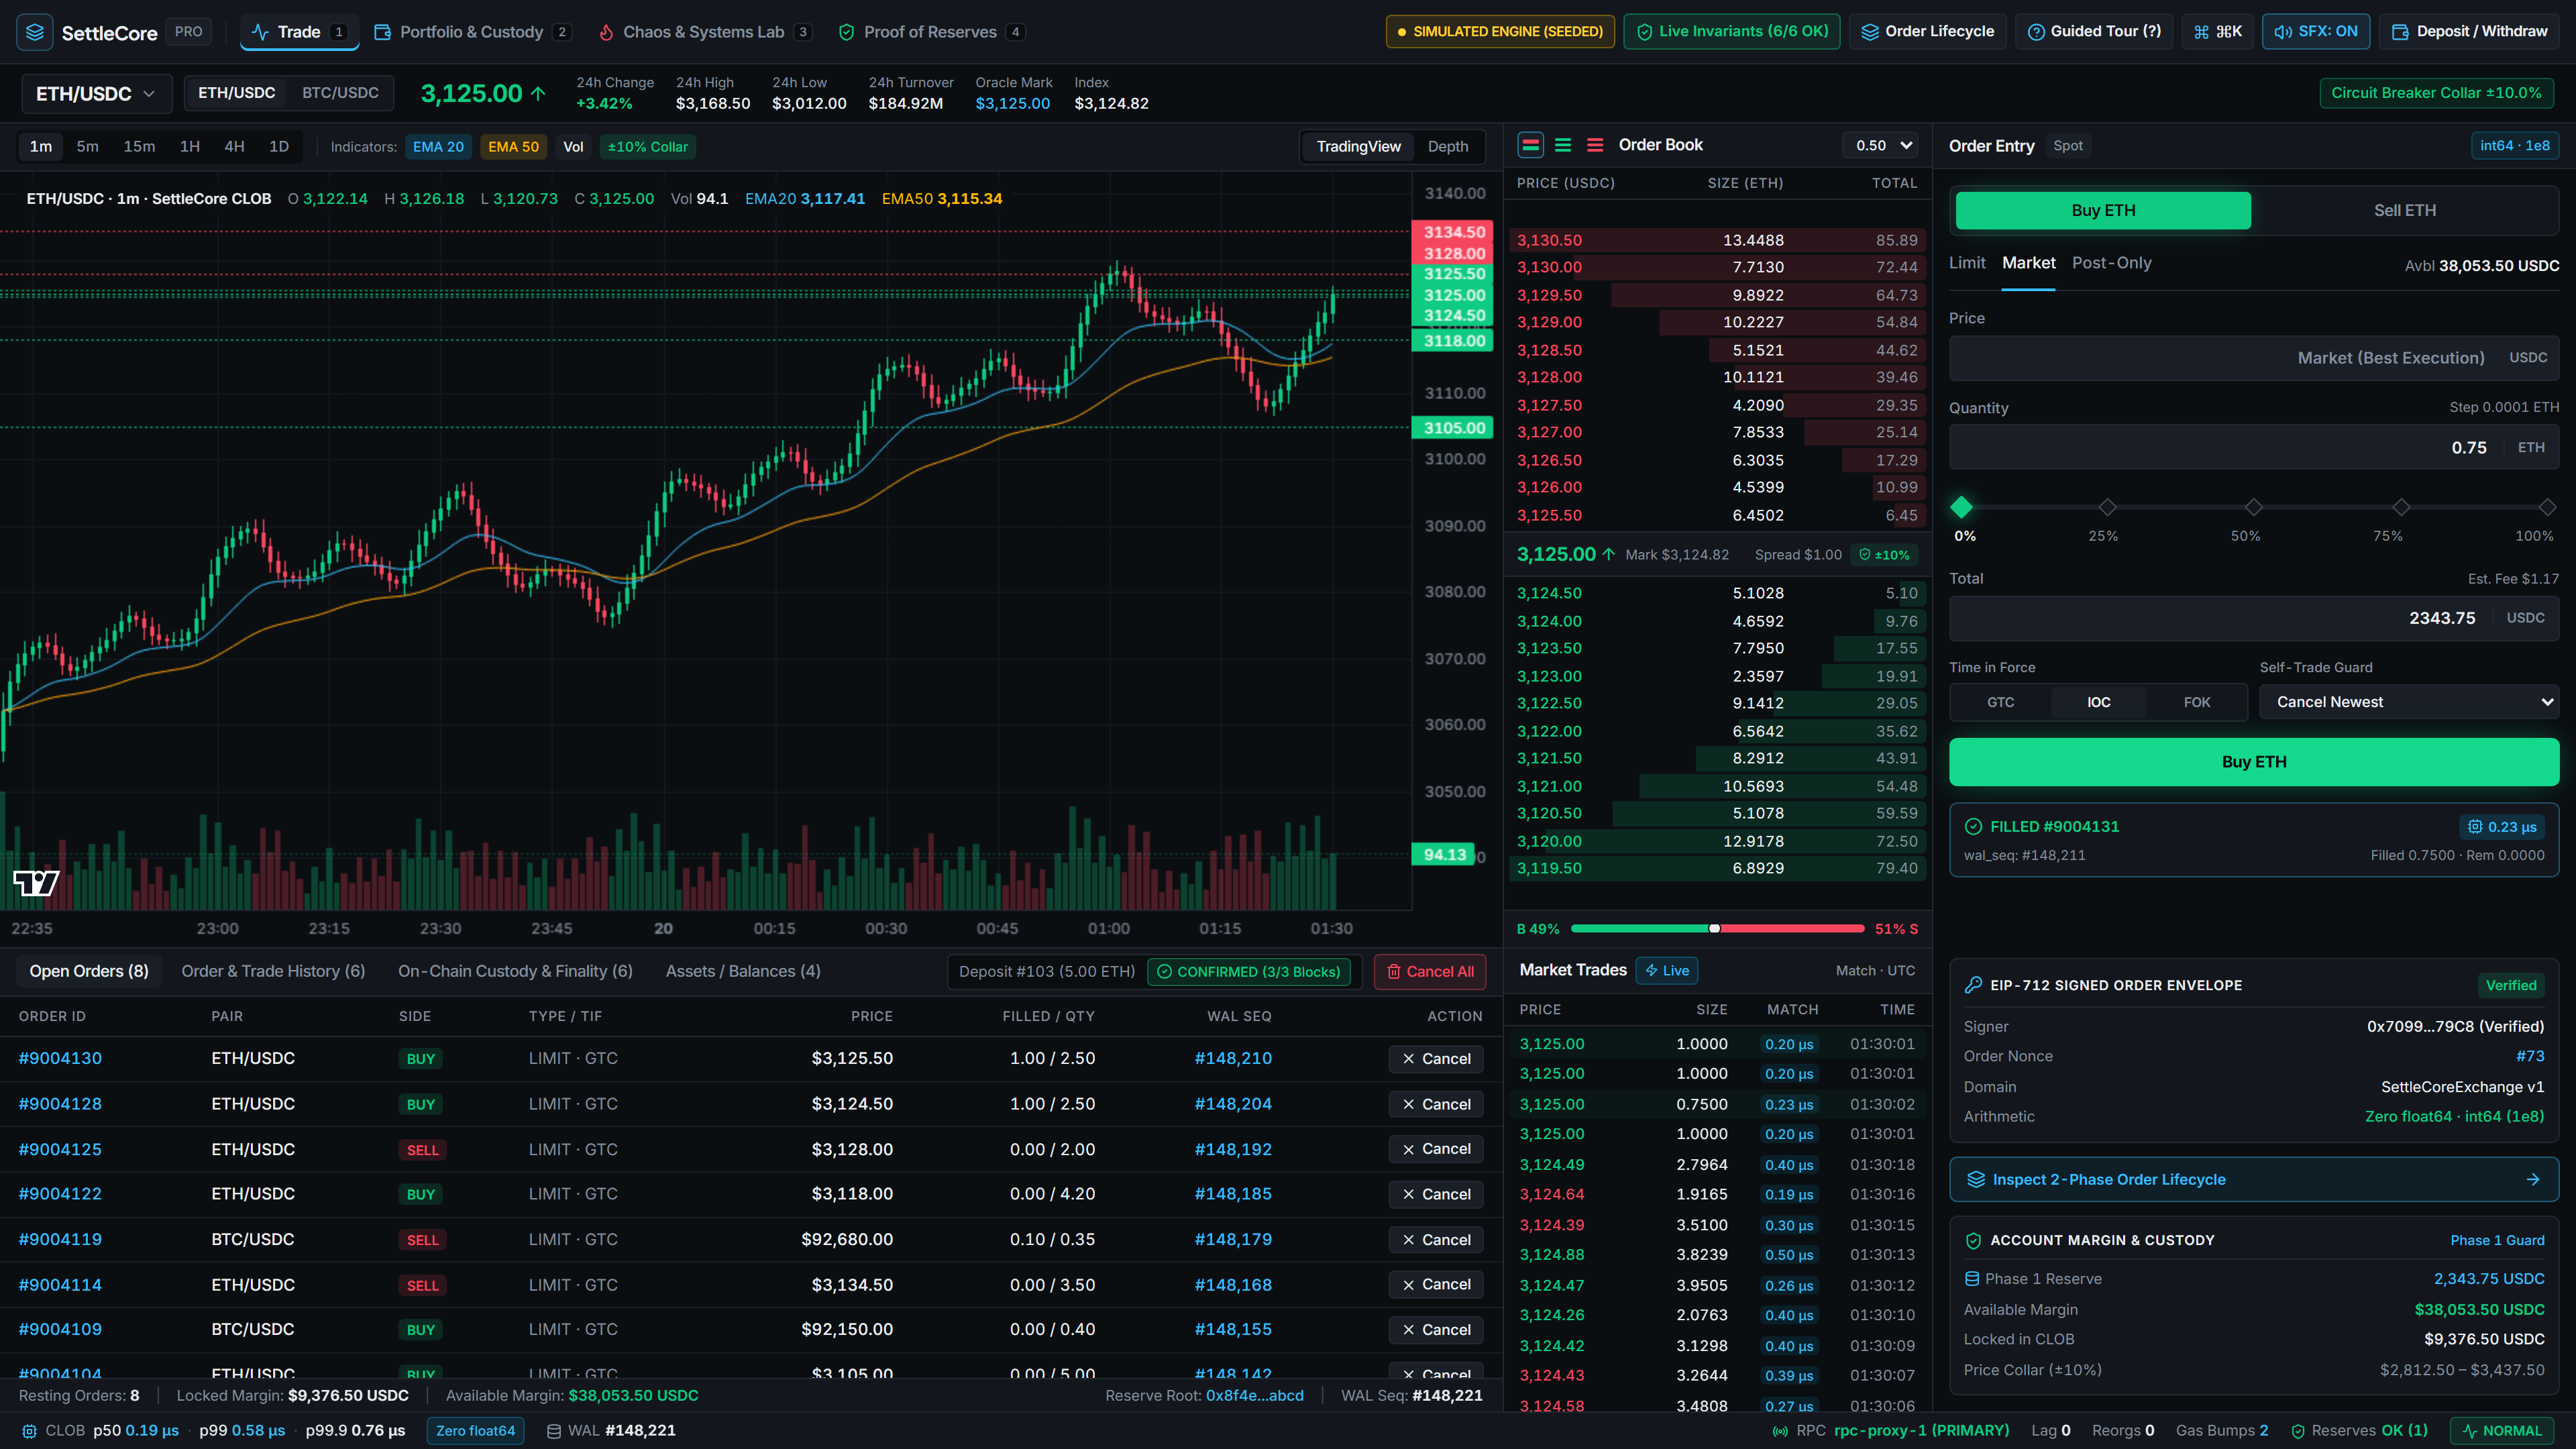 SettleCore PRO Trade 1 Portfolio & Custody 2 Chaos & Systems Lab 3 Proof of Reserves 4 SIMULATED ENGINE (SEEDED) Live Invariants (6/6 OK) Order Lifecycle Guided Tour (?) ⌘ ⌘K SFX: ON Deposit / Withdraw
ETH/USDC ETH/USDC BTC/USDC 3,125.00 ↑
24h Change 24h High 24h Low 24h Turnover Oracle Mark Index
+3.42% $3,168.50 $3,012.00 $184.92M $3,125.00 $3,124.82
Circuit Breaker Collar ±10.0%
1m 5m 15m 1H 4H 1D Indicators: EMA 20 EMA 50 Vol ±10% Collar TradingView Depth
ETH/USDC · 1m · SettleCore CLOB O 3,122.14 H 3,126.18 L 3,120.73 C 3,125.00 Vol 94.1 EMA20 3,117.41 EMA50 3,115.34
3140.00
3134.50
3128.00
3125.50
3125.00
3124.50
3118.00
3110.00
3105.00
3100.00
3090.00
3080.00
3070.00
3060.00
3050.00
94.13
22:35 23:00 23:15 23:30 23:45 20 00:15 00:30 00:45 01:00 01:15 01:30
Order Book 0.50
PRICE (USDC) SIZE (ETH) TOTAL
3,130.50 13.4488 85.89
3,130.00 7.7130 72.44
3,129.50 9.8922 64.73
3,129.00 10.2227 54.84
3,128.50 5.1521 44.62
3,128.00 10.1121 39.46
3,127.50 4.2090 29.35
3,127.00 7.8533 25.14
3,126.50 6.3035 17.29
3,126.00 4.5399 10.99
3,125.50 6.4502 6.45
3,125.00 ↑ Mark $3,124.82 Spread $1.00 ±10%
3,124.50 5.1028 5.10
3,124.00 4.6592 9.76
3,123.50 7.7950 17.55
3,123.00 2.3597 19.91
3,122.50 9.1412 29.05
3,122.00 6.5642 35.62
3,121.50 8.2912 43.91
3,121.00 10.5693 54.48
3,120.50 5.1078 59.59
3,120.00 12.9178 72.50
3,119.50 6.8929 79.40
B 49% 51% S
Order Entry Spot int64 · 1e8
Buy ETH Sell ETH
Limit Market Post-Only Avbl 38,053.50 USDC
Price
Market (Best Execution) USDC
Quantity Step 0.0001 ETH
0.75 ETH
0% 25% 50% 75% 100%
Total Est. Fee $1.17
2343.75 USDC
Time in Force Self-Trade Guard
GTC IOC FOK Cancel Newest
Buy ETH
FILLED #9004131 0.23 µs
wal_seq: #148,211 Filled 0.7500 · Rem 0.0000
EIP-712 SIGNED ORDER ENVELOPE Verified
Signer 0x7099...79C8 (Verified)
Order Nonce #73
Domain SettleCoreExchange v1
Arithmetic Zero float64 · int64 (1e8)
Inspect 2-Phase Order Lifecycle →
ACCOUNT MARGIN & CUSTODY Phase 1 Guard
Phase 1 Reserve 2,343.75 USDC
Available Margin $38,053.50 USDC
Locked in CLOB $9,376.50 USDC
Price Collar (±10%) $2,812.50 – $3,437.50
Open Orders (8) Order & Trade History (6) On-Chain Custody & Finality (6) Assets / Balances (4) Deposit #103 (5.00 ETH) CONFIRMED (3/3 Blocks) Cancel All
ORDER ID PAIR SIDE TYPE / TIF PRICE FILLED / QTY WAL SEQ ACTION
#9004130 ETH/USDC BUY LIMIT · GTC $3,125.50 1.00 / 2.50 #148,210 Cancel
#9004128 ETH/USDC BUY LIMIT · GTC $3,124.50 1.00 / 2.50 #148,204 Cancel
#9004125 ETH/USDC SELL LIMIT · GTC $3,128.00 0.00 / 2.00 #148,192 Cancel
#9004122 ETH/USDC BUY LIMIT · GTC $3,118.00 0.00 / 4.20 #148,185 Cancel
#9004119 BTC/USDC SELL LIMIT · GTC $92,680.00 0.10 / 0.35 #148,179 Cancel
#9004114 ETH/USDC SELL LIMIT · GTC $3,134.50 0.00 / 3.50 #148,168 Cancel
#9004109 BTC/USDC BUY LIMIT · GTC $92,150.00 0.00 / 0.40 #148,155 Cancel
#9004104 ETH/USDC BUY LIMIT · GTC $3,105.00 0.00 / 5.00 #148,142 Cancel
Resting Orders: 8 Locked Margin: $9,376.50 USDC Available Margin: $38,053.50 USDC Reserve Root: 0x8f4e...abcd WAL Seq: #148,221
Market Trades Live Match · UTC
PRICE SIZE MATCH TIME
3,125.00 1.0000 0.20 µs 01:30:01
3,125.00 1.0000 0.20 µs 01:30:01
3,125.00 0.7500 0.23 µs 01:30:02
3,125.00 1.0000 0.20 µs 01:30:01
3,124.49 2.7964 0.40 µs 01:30:18
3,124.64 1.9165 0.19 µs 01:30:16
3,124.39 3.5100 0.30 µs 01:30:15
3,124.88 3.8239 0.50 µs 01:30:13
3,124.47 3.9505 0.26 µs 01:30:12
3,124.26 2.0763 0.40 µs 01:30:10
3,124.42 3.1298 0.40 µs 01:30:09
3,124.43 3.2644 0.39 µs 01:30:07
3,124.58 3.4808 0.27 µs 01:30:06
CLOB p50 0.19 µs · p99 0.58 µs · p99.9 0.76 µs Zero float64 WAL #148,221 RPC rpc-proxy-1 (PRIMARY) Lag 0 Reorgs 0 Gas Bumps 2 Reserves OK (1) NORMAL